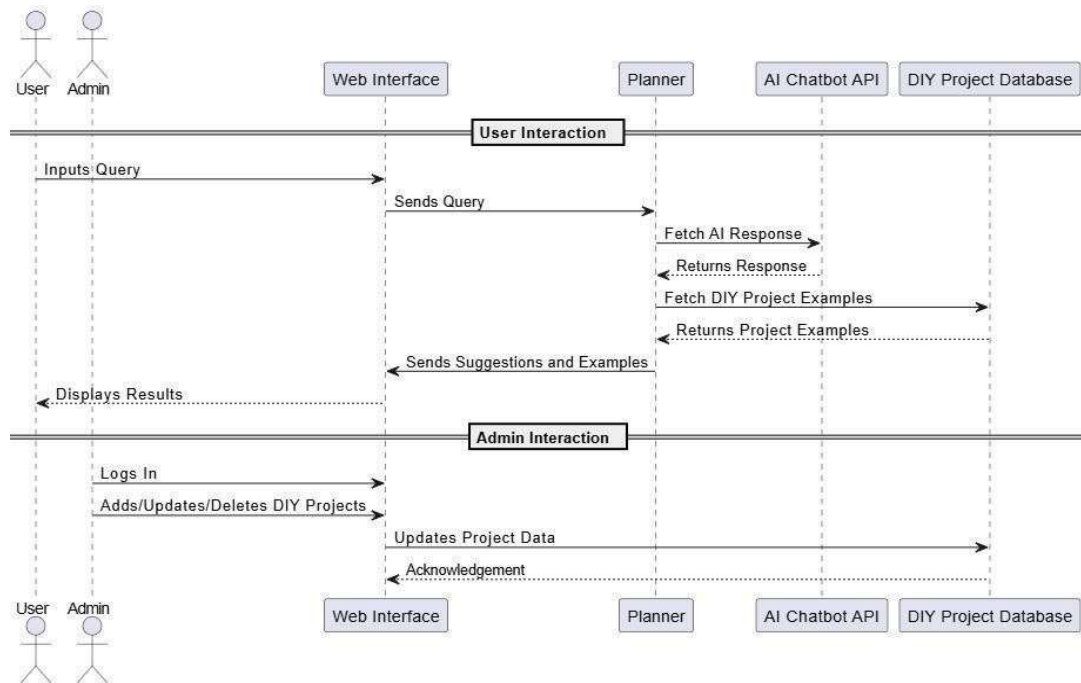 User Admin Web Interface Planner AI Chatbot API DIY Project Database
User Interaction
Inputs Query
Sends Query
Fetch AI Response
Returns Response
Fetch DIY Project Examples
Returns Project Examples
Sends Suggestions and Examples
Displays Results
Admin Interaction
Logs In
Adds/Updates/Deletes DIY Projects
Updates Project Data
Acknowledgement
User Admin Web Interface Planner AI Chatbot API DIY Project Database